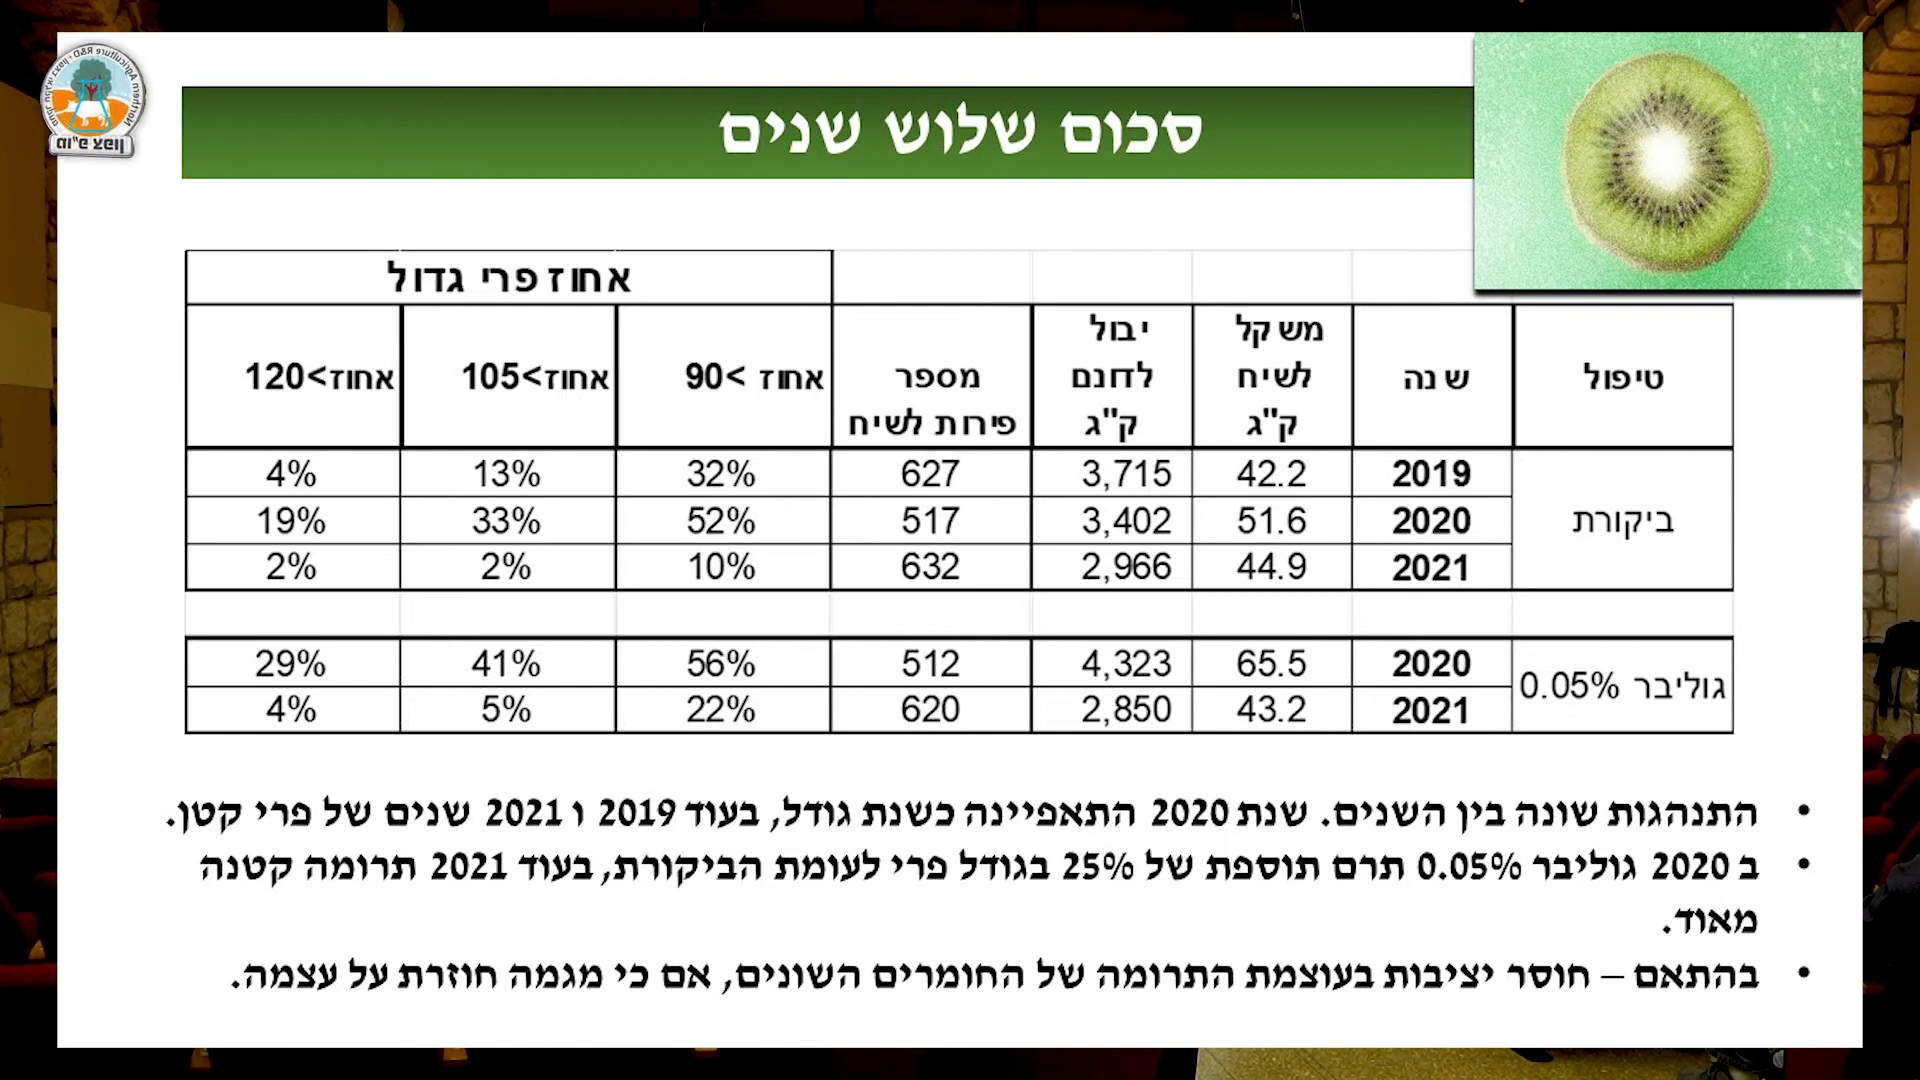 סכום שלוש שנים
אחוז פרי גדול
טיפול שנה משקל לשיח ק"ג יבול לדונם ק"ג מספר פירות לשיח אחוז >90 אחוז>105 אחוז>120
ביקורת
2019 42.2 3,715 627 32% 13% 4%
2020 51.6 3,402 517 52% 33% 19%
2021 44.9 2,966 632 10% 2% 2%
גוליבר 0.05%
2020 65.5 4,323 512 56% 41% 29%
2021 43.2 2,850 620 22% 5% 4%
• התנהגות שונה בין השנים. שנת 2020 התאפיינה כשנת גודל, בעוד 2019 ו 2021 שנים של פרי קטן.
• ב 2020 גוליבר 0.05% תרם תוספת של 25% בגודל פרי לעומת הביקורת, בעוד 2021 תרומה קטנה
מאוד.
• בהתאם – חוסר יציבות בעוצמת התרומה של החומרים השונים, אם כי מגמה חוזרת על עצמה.